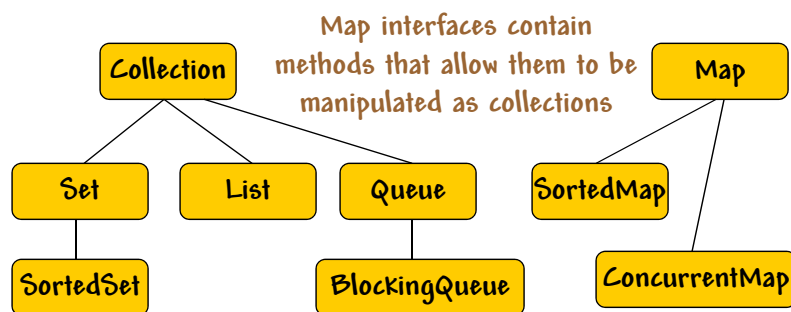 Map interfaces contain
methods that allow them to be
manipulated as collections
Collection
Map
Set
List
Queue
SortedMap
SortedSet
BlockingQueue
ConcurrentMap